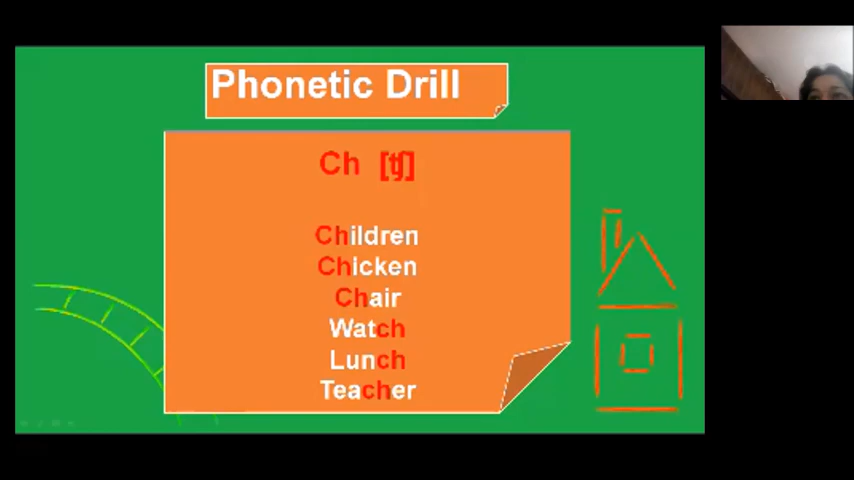 Phonetic Drill
Ch [ʧ]
Children
Chicken
Chair
Watch
Lunch
Teacher